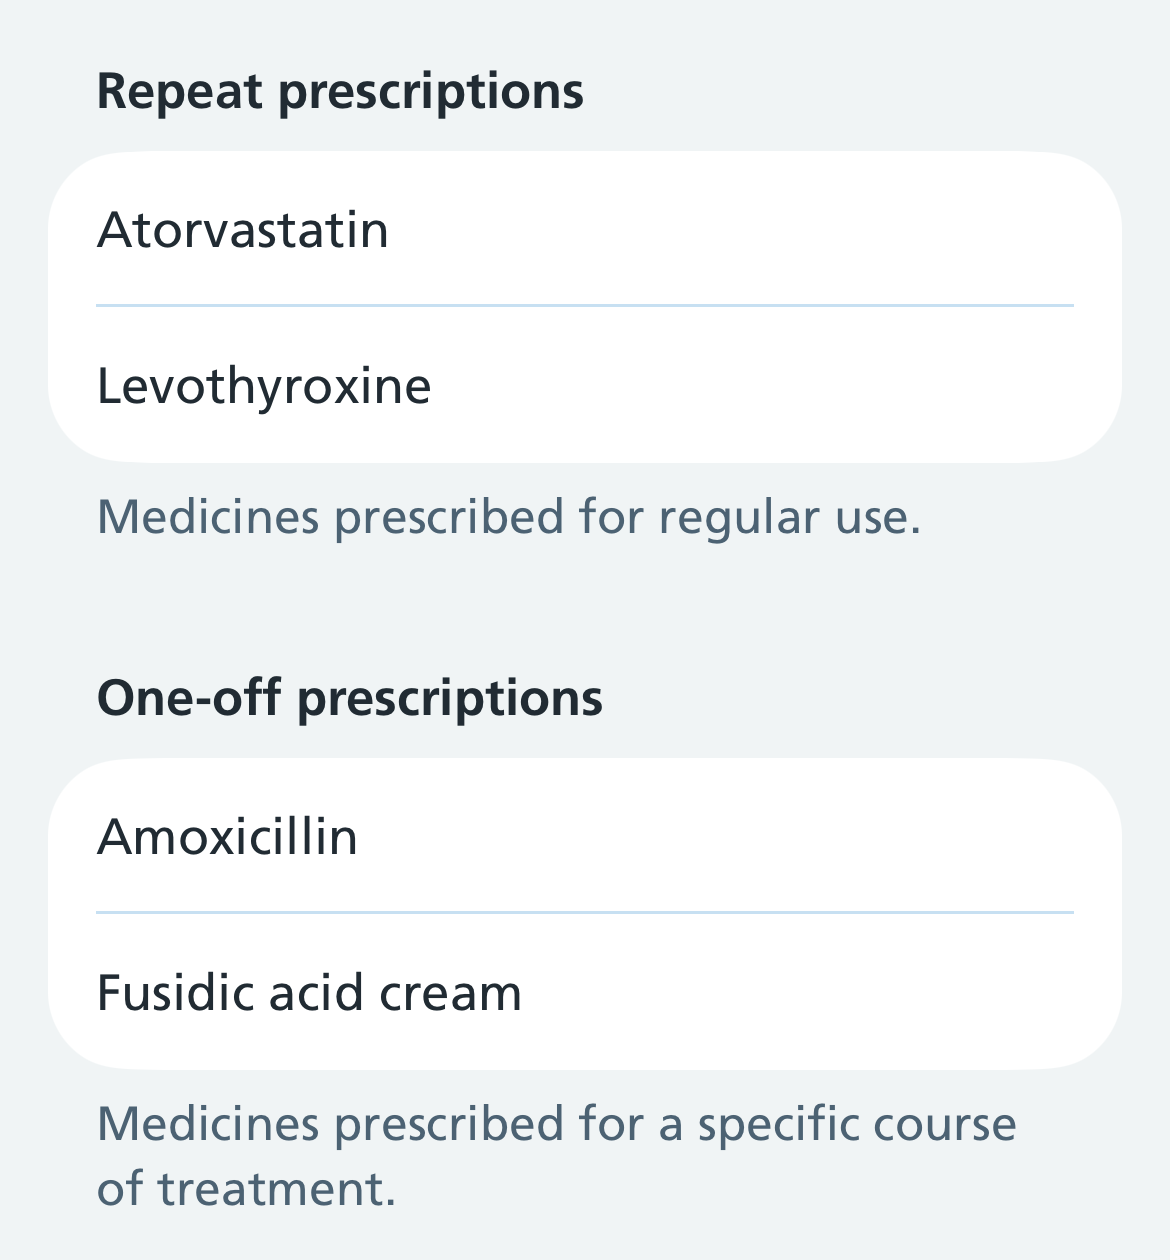 Repeat prescriptions
Atorvastatin
Levothyroxine
Medicines prescribed for regular use.
One-off prescriptions
Amoxicillin
Fusidic acid cream
Medicines prescribed for a specific course
of treatment.